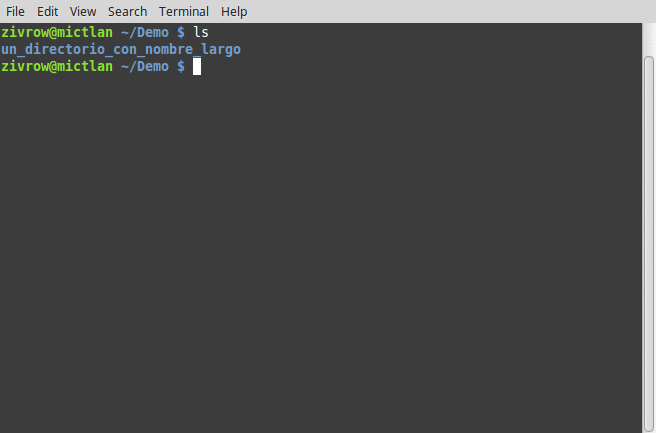 File Edit View Search Terminal Help
zivrow@mictlan ~/Demo $ ls
un_directorio_con_nombre_largo
zivrow@mictlan ~/Demo $